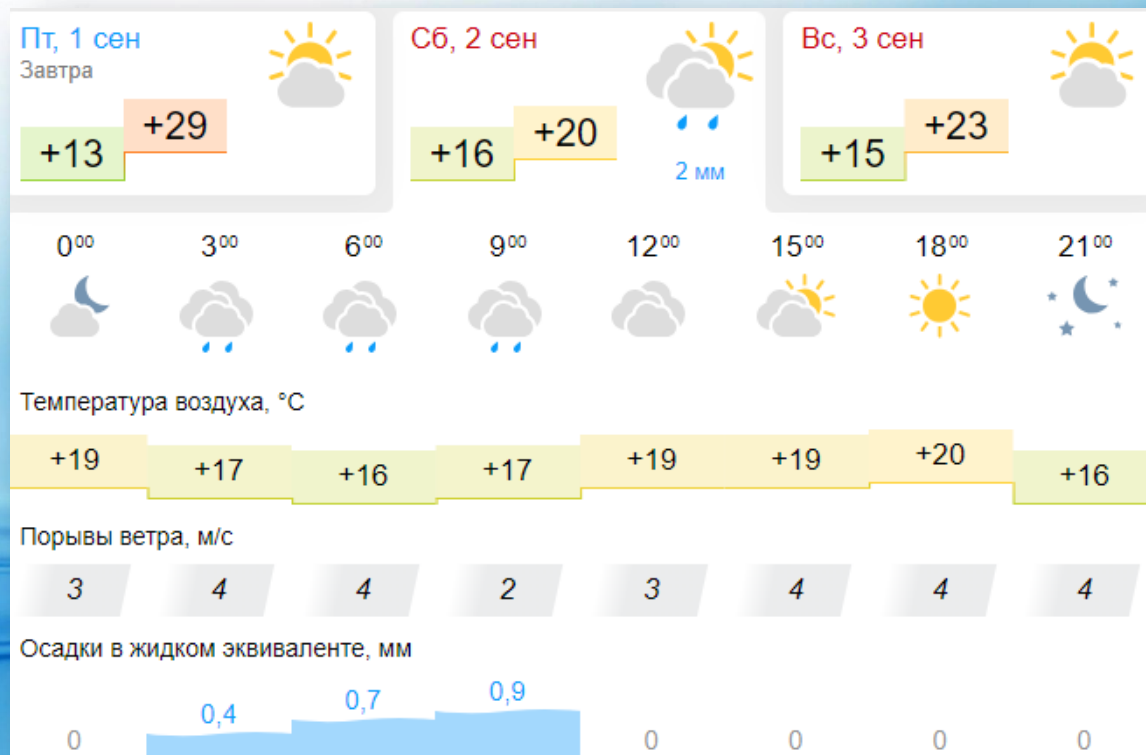 Пт, 1 сен Сб, 2 сен Вс, 3 сен
Завтра
+13 +29 +16 +20 +15 +23
2 мм
0⁰⁰ 3⁰⁰ 6⁰⁰ 9⁰⁰ 12⁰⁰ 15⁰⁰ 18⁰⁰ 21⁰⁰
Температура воздуха, °C
+19 +17 +16 +17 +19 +19 +20 +16
Порывы ветра, м/с
3 4 4 2 3 4 4 4
Осадки в жидком эквиваленте, мм
0 0,4 0,7 0,9 0 0 0 0